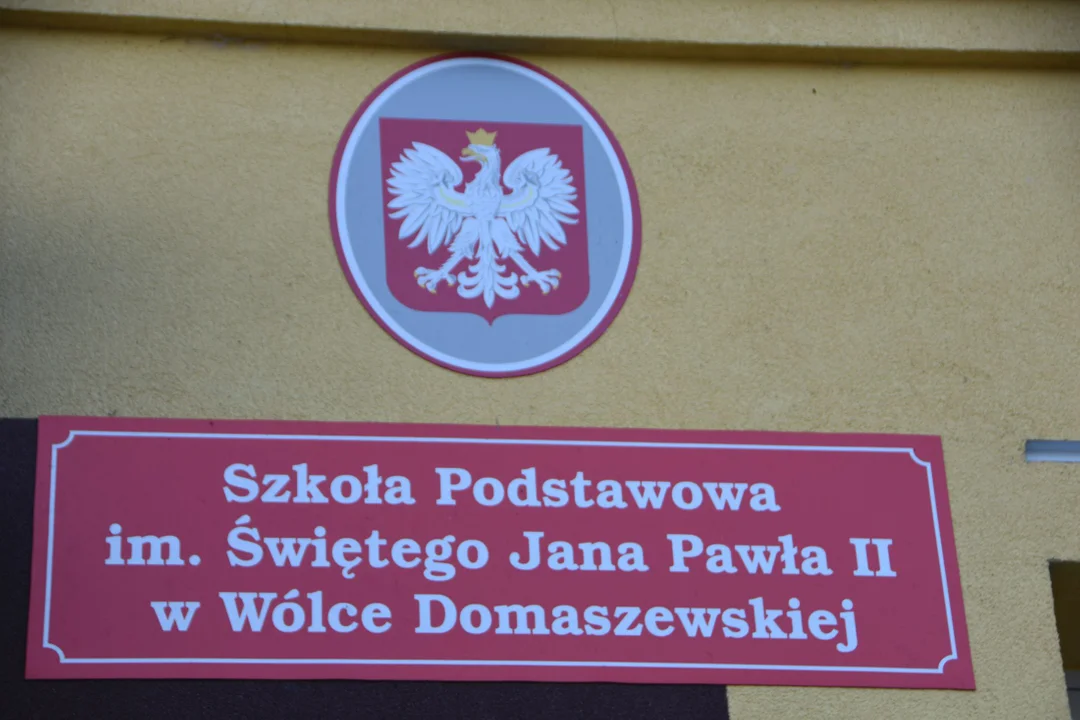 Szkoła Podstawowa
im. Świętego Jana Pawła II
w Wólce Domaszewskiej